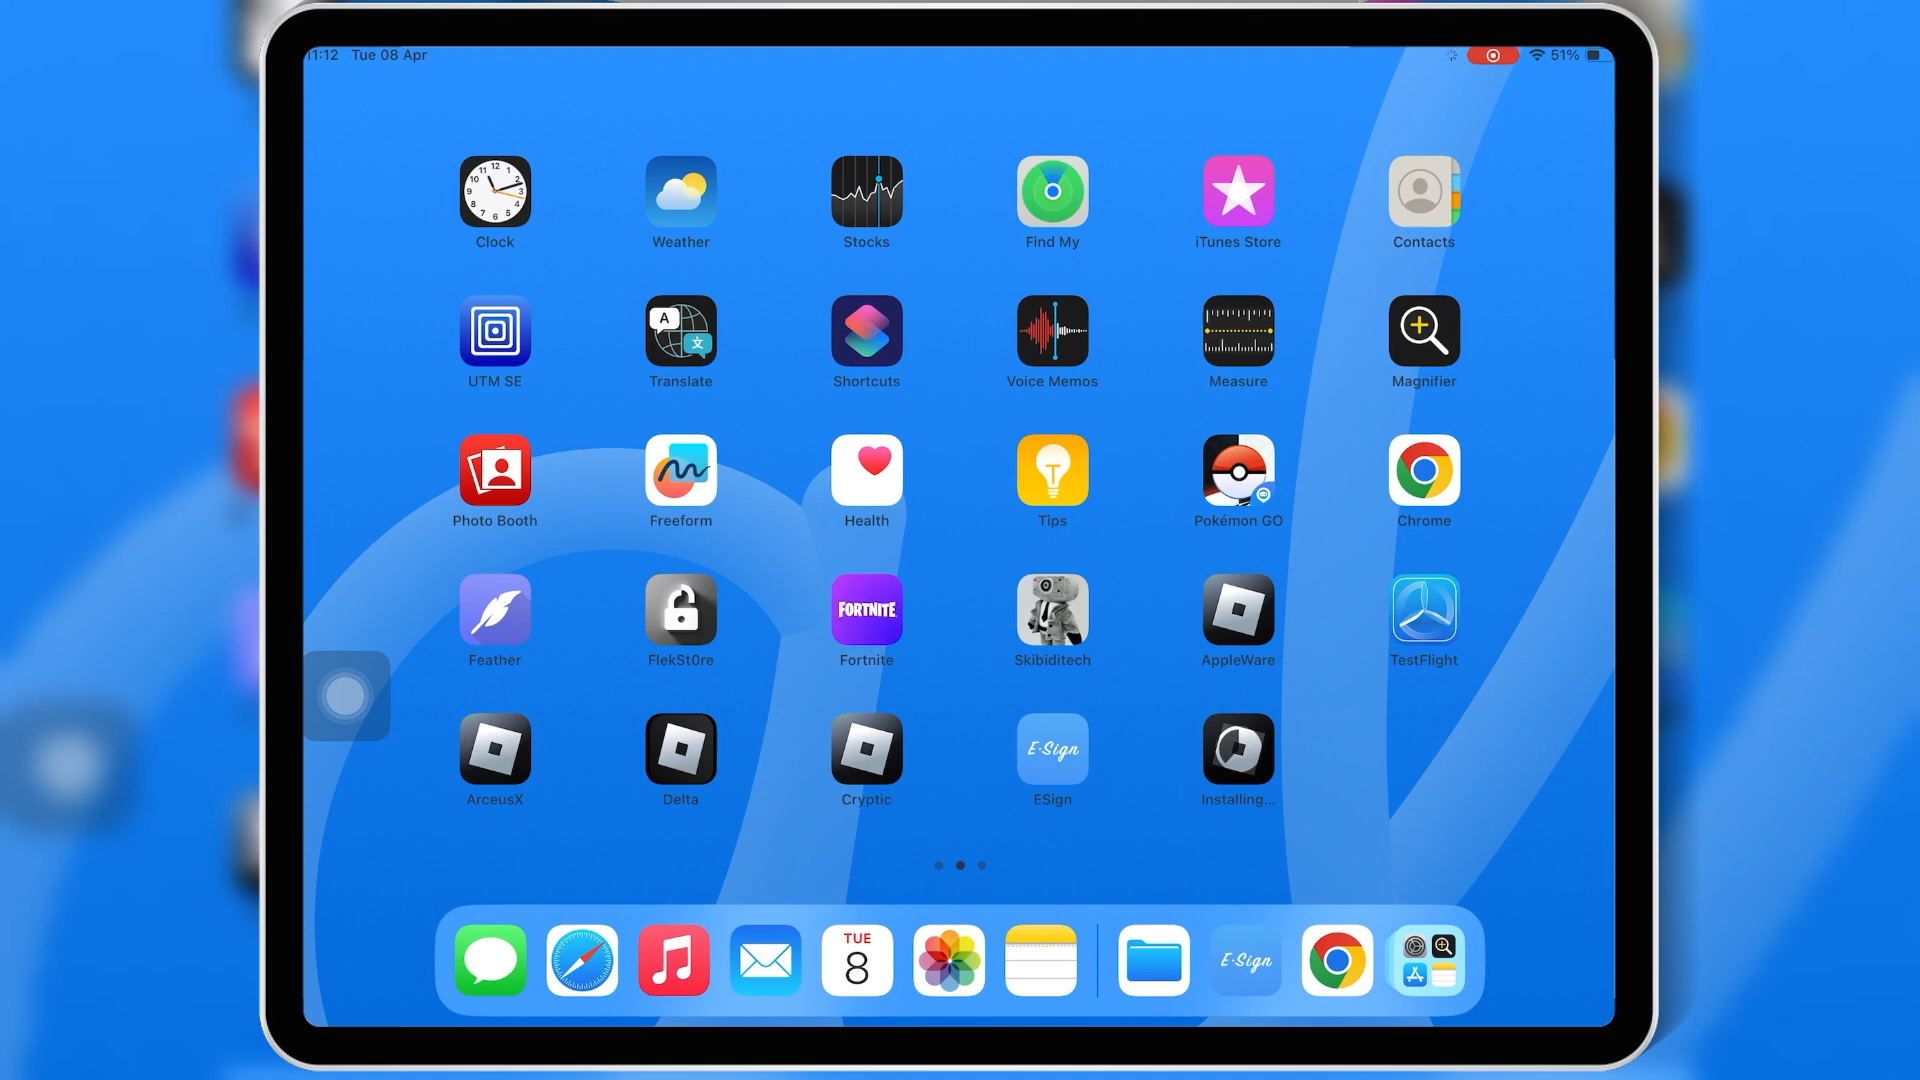 11:12 Tue 08 Apr
51%
Clock Weather Stocks Find My iTunes Store Contacts
A 文
UTM SE Translate Shortcuts Voice Memos Measure Magnifier
Photo Booth Freeform Health Tips Pokémon GO Chrome
FORTNITE
Feather FlekSt0re Fortnite Skibiditech AppleWare TestFlight
E·Sign
ArceusX Delta Cryptic ESign Installing...
TUE
8
E·Sign